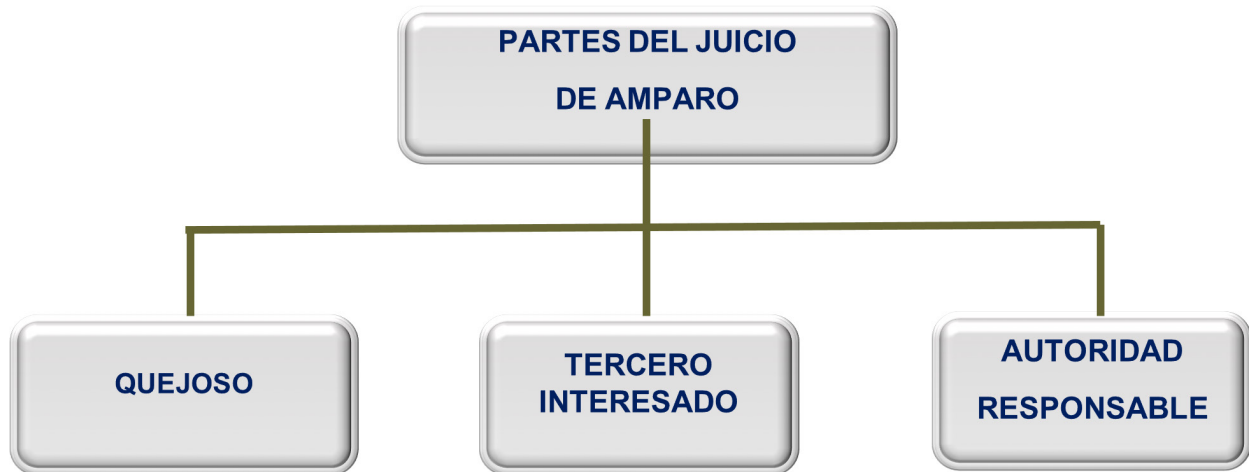 PARTES DEL JUICIO
DE AMPARO
QUEJOSO
TERCERO
INTERESADO
AUTORIDAD
RESPONSABLE